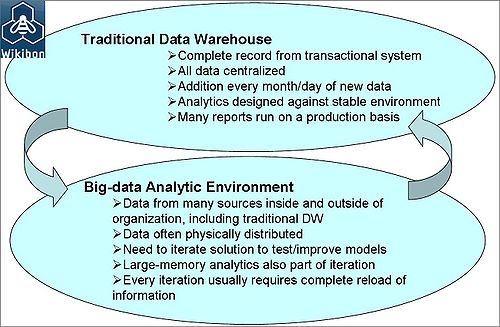 Wikibon
Traditional Data Warehouse
➢Complete record from transactional system
➢All data centralized
➢Addition every month/day of new data
➢Analytics designed against stable environment
➢Many reports run on a production basis
Big-data Analytic Environment
➢Data from many sources inside and outside of
organization, including traditional DW
➢Data often physically distributed
➢Need to iterate solution to test/improve models
➢Large-memory analytics also part of iteration
➢Every iteration usually requires complete reload of
information